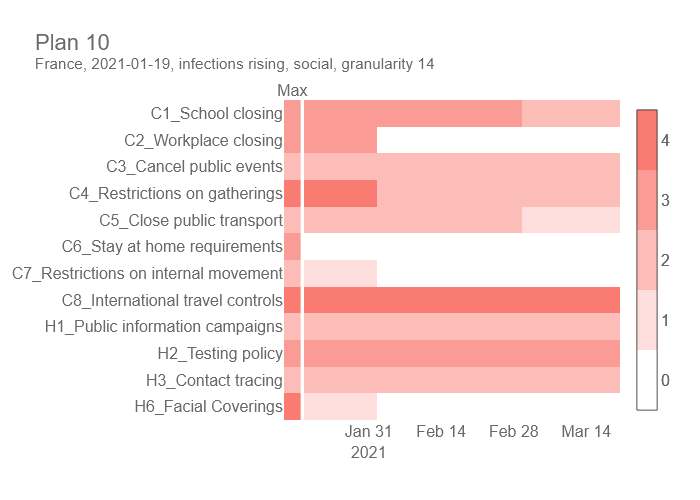 Plan 10
France, 2021-01-19, infections rising, social, granularity 14
Max
C1_School closing
C2_Workplace closing
C3_Cancel public events
C4_Restrictions on gatherings
C5_Close public transport
C6_Stay at home requirements
C7_Restrictions on internal movement
C8_International travel controls
H1_Public information campaigns
H2_Testing policy
H3_Contact tracing
H6_Facial Coverings
Jan 31 Feb 14 Feb 28 Mar 14
2021
4
3
2
1
0